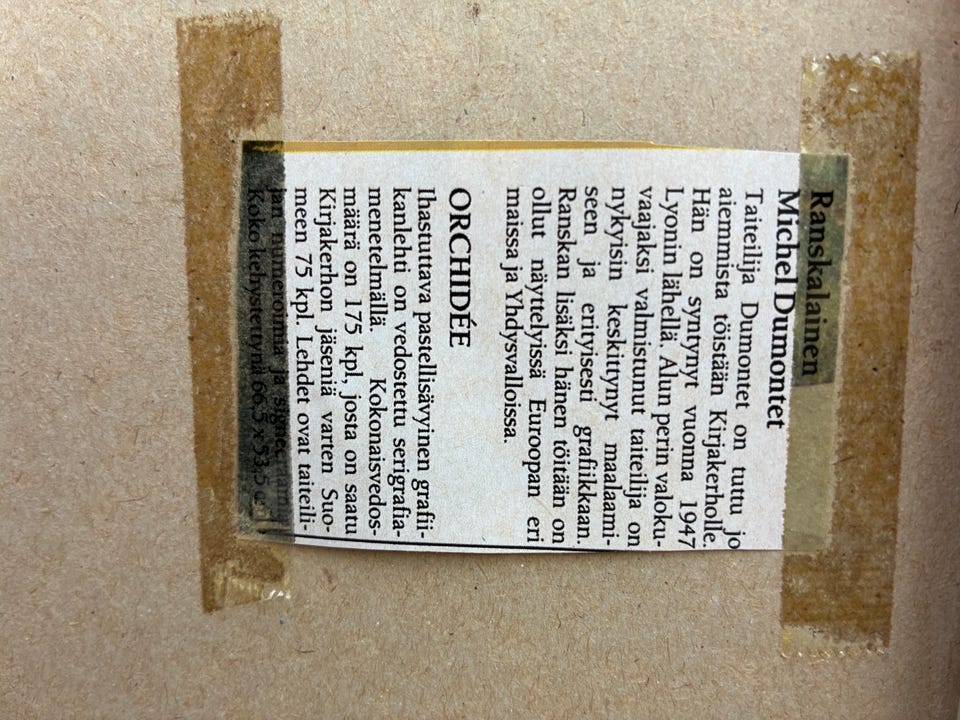 Ranskalainen
Michel Dumontet
Taiteilija Dumontet on tuttu jo
aiemmista töistään Kirjakerholle.
Hän on syntynyt vuonna 1947
Lyonin lähellä. Alun perin valoku-
vaajaksi valmistunut taiteilija on
nykyisin keskittynyt maalaami-
seen ja erityisesti grafiikkaan.
Ranskan lisäksi hänen töitään on
ollut näyttelyissä Euroopan eri
maissa ja Yhdysvalloissa.
ORCHIDÉE
Ihastuttava pastellisävyinen grafii-
kanlehti on vedostettu serigrafia-
menetelmällä. Kokonaisvedos-
määrä on 175 kpl, josta on saatu
Kirjakerhon jäseniä varten Suo-
meen 75 kpl. Lehdet ovat taiteili-
jan numeroimia ja signeeraamia.
Koko kehystettynä 66,5 x 53,5 cm